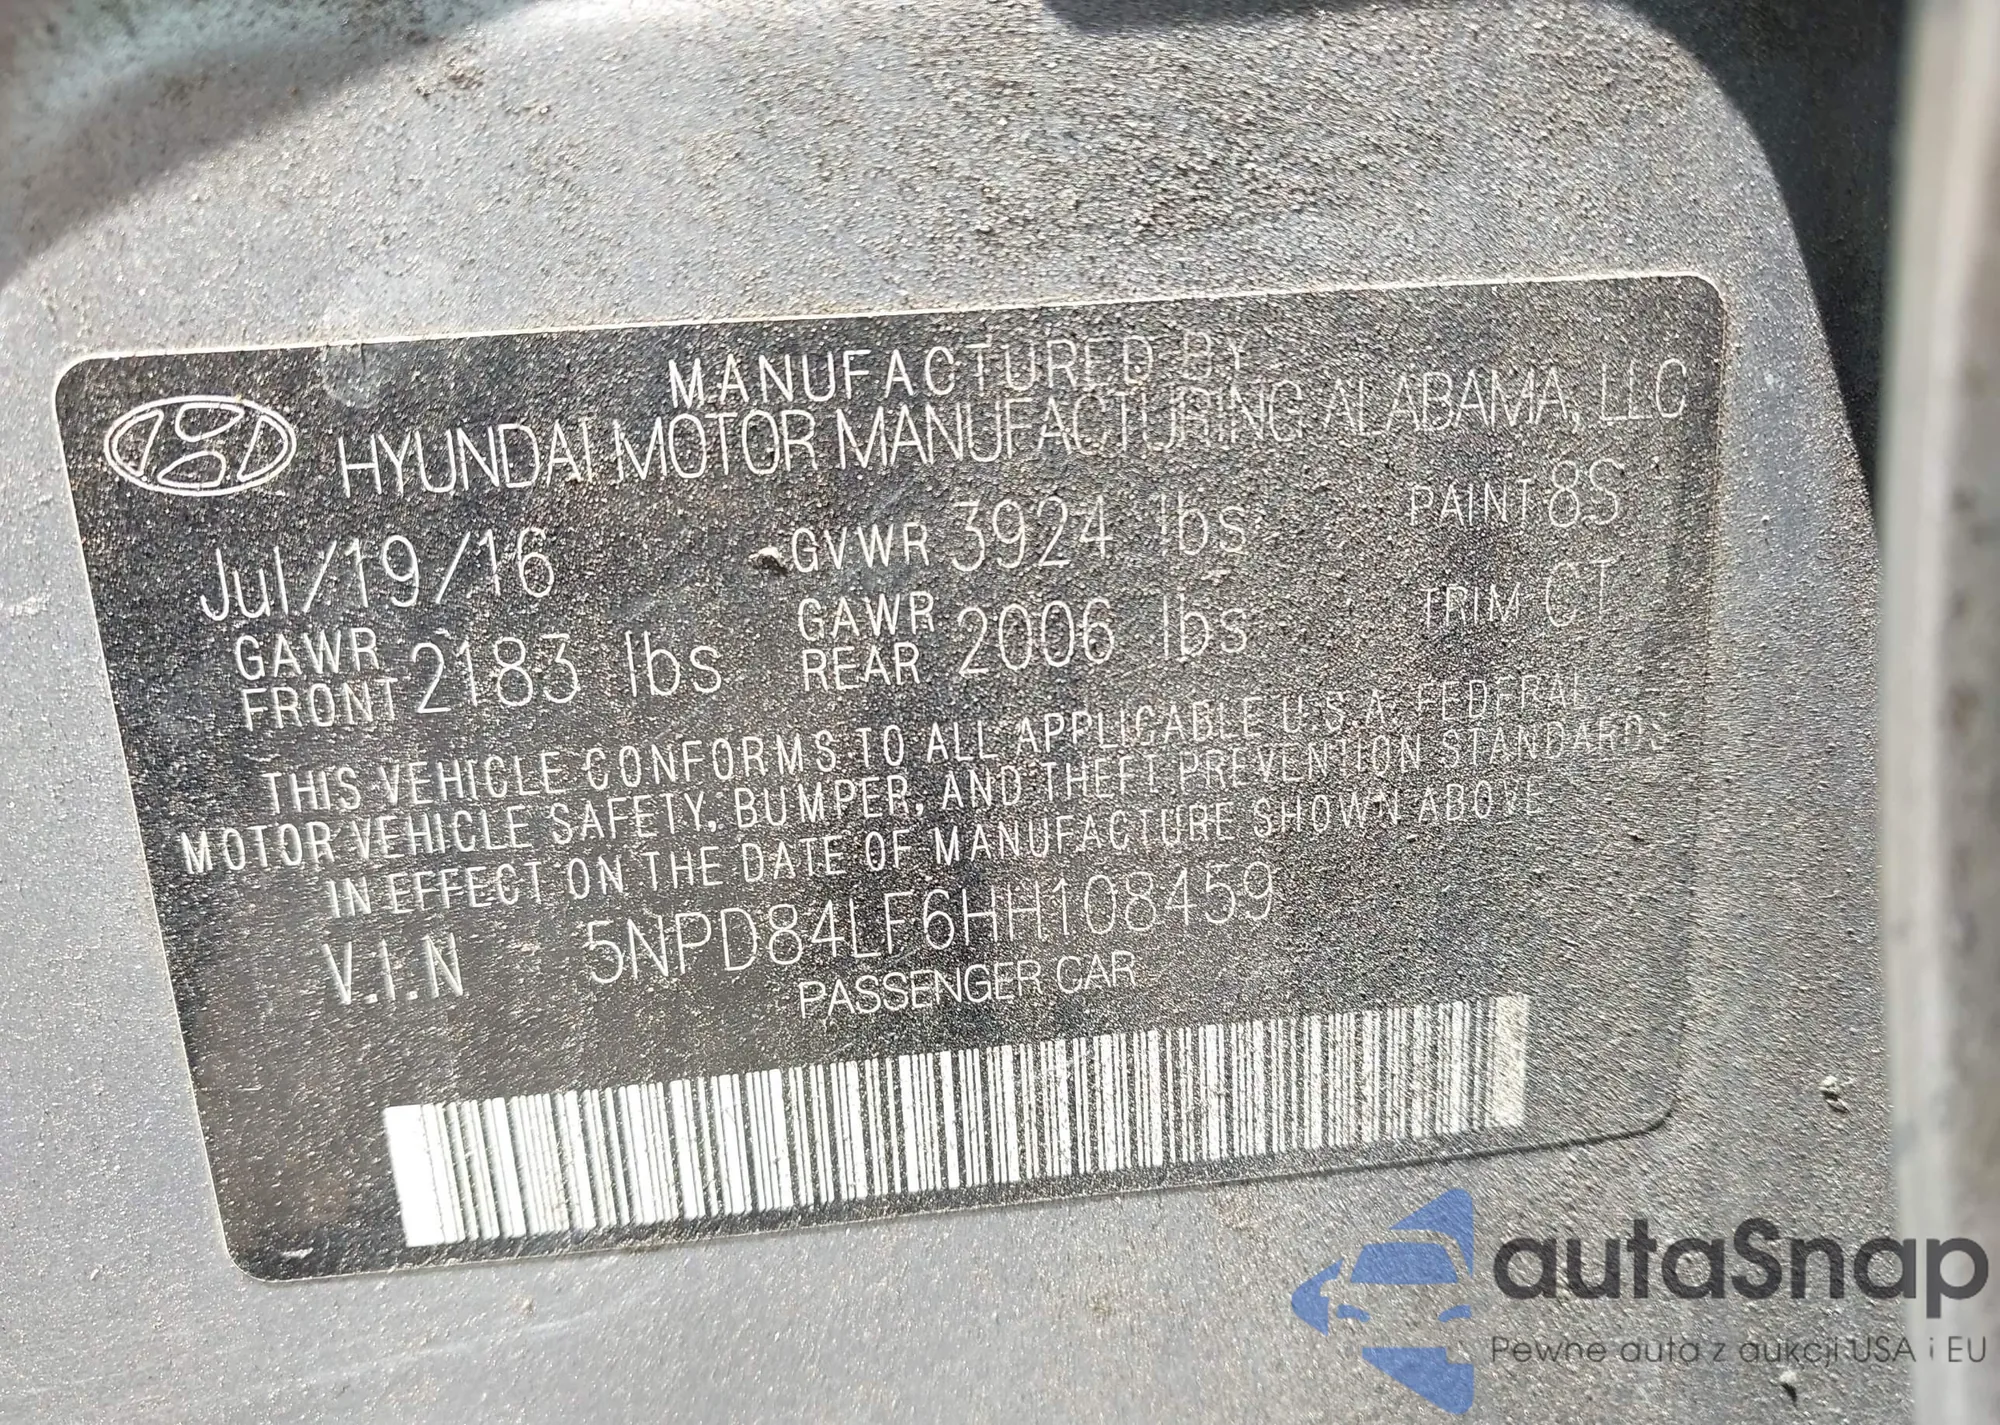 MANUFACTURED BY
HYUNDAI MOTOR MANUFACTURING ALABAMA, LLC
Jul/19/16 GVWR 3924 lbs PAINT 8S
GAWR FRONT 2183 lbs GAWR REAR 2006 lbs TRIM CT
THIS VEHICLE CONFORMS TO ALL APPLICABLE U.S.A. FEDERAL
MOTOR VEHICLE SAFETY, BUMPER, AND THEFT PREVENTION STANDARDS
IN EFFECT ON THE DATE OF MANUFACTURE SHOWN ABOVE
V.I.N 5NPD84LF6HH108459
PASSENGER CAR
autaSnap
Pewne auta z aukcji USA i EU